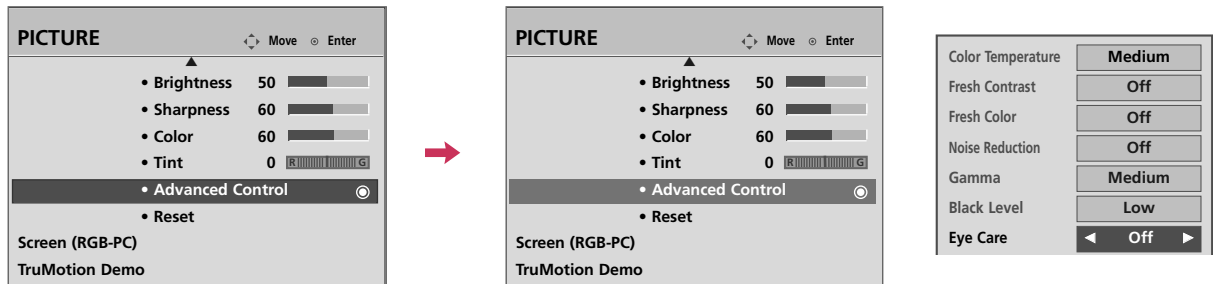 PICTURE Move Enter
• Brightness 50
• Sharpness 60
• Color 60
• Tint 0 R G
• Advanced Control
• Reset
Screen (RGB-PC)
TruMotion Demo
PICTURE Move Enter
• Brightness 50
• Sharpness 60
• Color 60
• Tint 0 R G
• Advanced Control
• Reset
Screen (RGB-PC)
TruMotion Demo
Color Temperature Medium
Fresh Contrast Off
Fresh Color Off
Noise Reduction Off
Gamma Medium
Black Level Low
Eye Care ◀ Off ▶